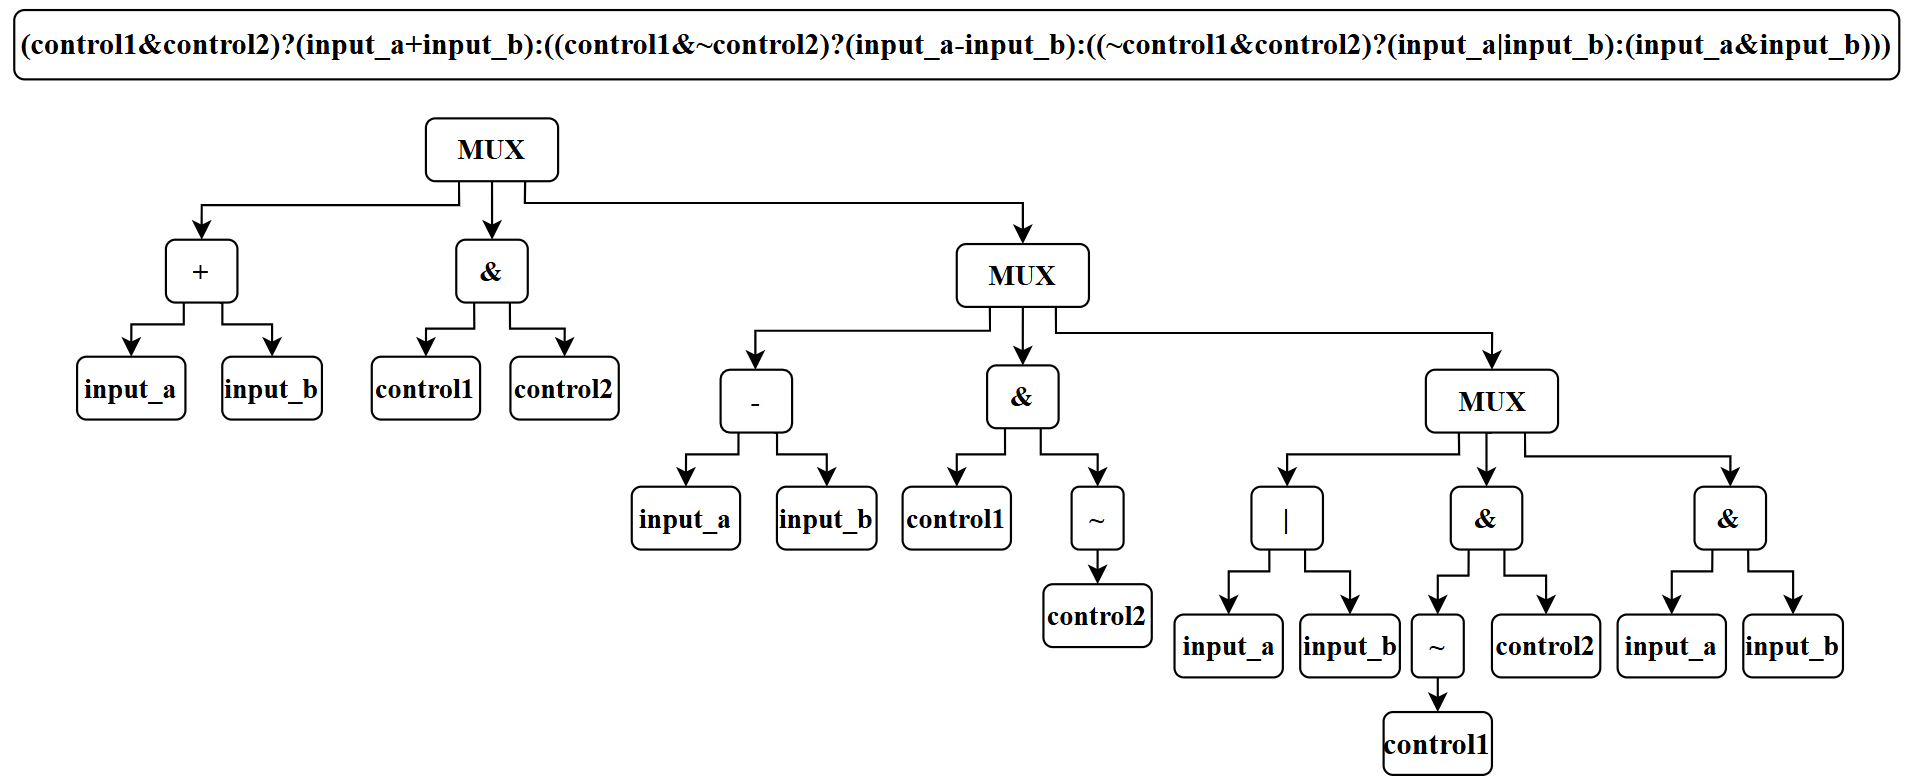 (control1&control2)?(input_a+input_b):((control1&~control2)?(input_a-input_b):((~control1&control2)?(input_a|input_b):(input_a&input_b)))
MUX
+
&
MUX
input_a
input_b
control1
control2
-
&
MUX
input_a
input_b
control1
~
|
&
&
control2
input_a
input_b
~
control2
input_a
input_b
control1